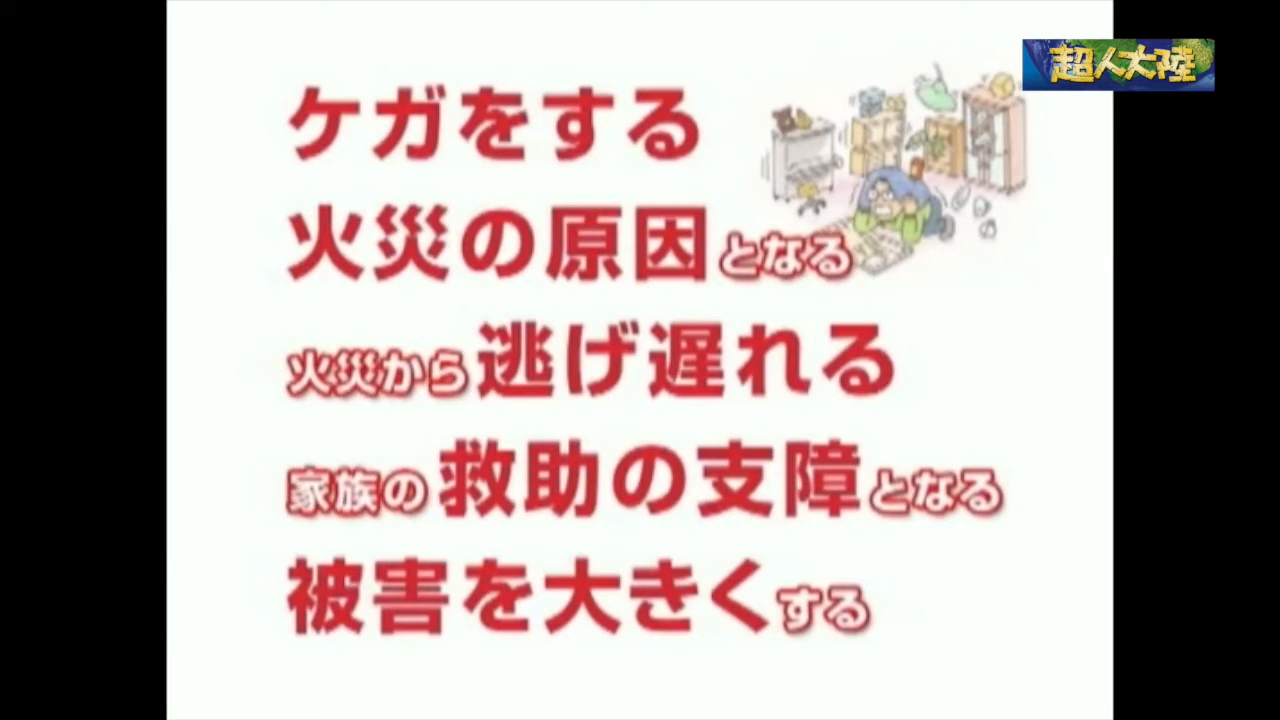 超人大陸
ケガをする
火災の原因となる
火災から逃げ遅れる
家族の救助の支障となる
被害を大きくする